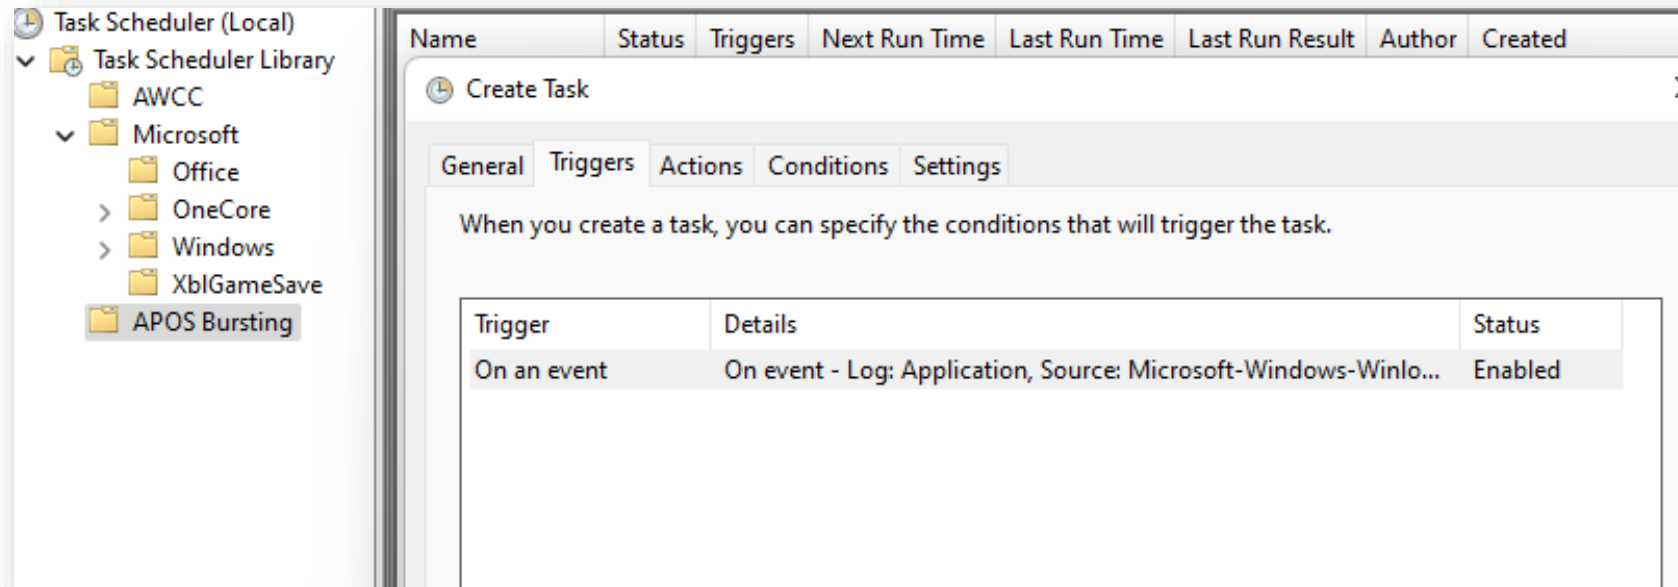 Task Scheduler (Local)
Task Scheduler Library
AWCC
Microsoft
Office
OneCore
Windows
XblGameSave
APOS Bursting
Name Status Triggers Next Run Time Last Run Time Last Run Result Author Created
Create Task
General Triggers Actions Conditions Settings
When you create a task, you can specify the conditions that will trigger the task.
Trigger Details Status
On an event On event - Log: Application, Source: Microsoft-Windows-Winlo... Enabled